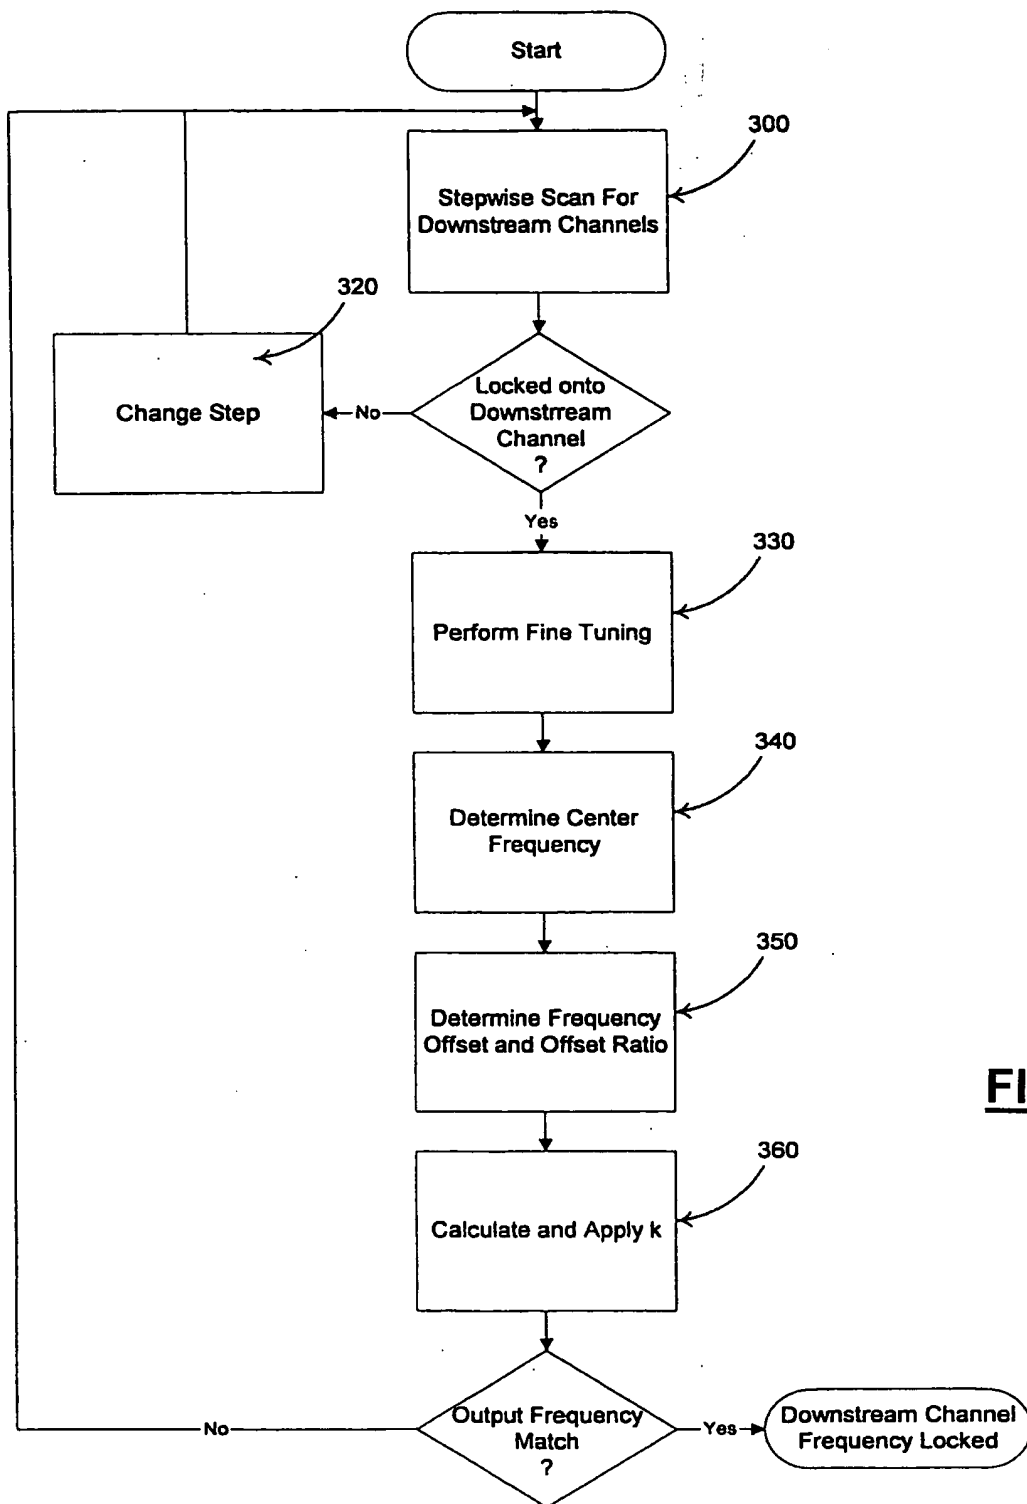 Start
300
Stepwise Scan For
Downstream Channels
320
Change Step
No
Locked onto
Downstrream
Channel
?
Yes
330
Perform Fine Tuning
340
Determine Center
Frequency
350
Determine Frequency
Offset and Offset Ratio
FI
360
Calculate and Apply k
No
Output Frequency
Match
?
Yes
Downstream Channel
Frequency Locked